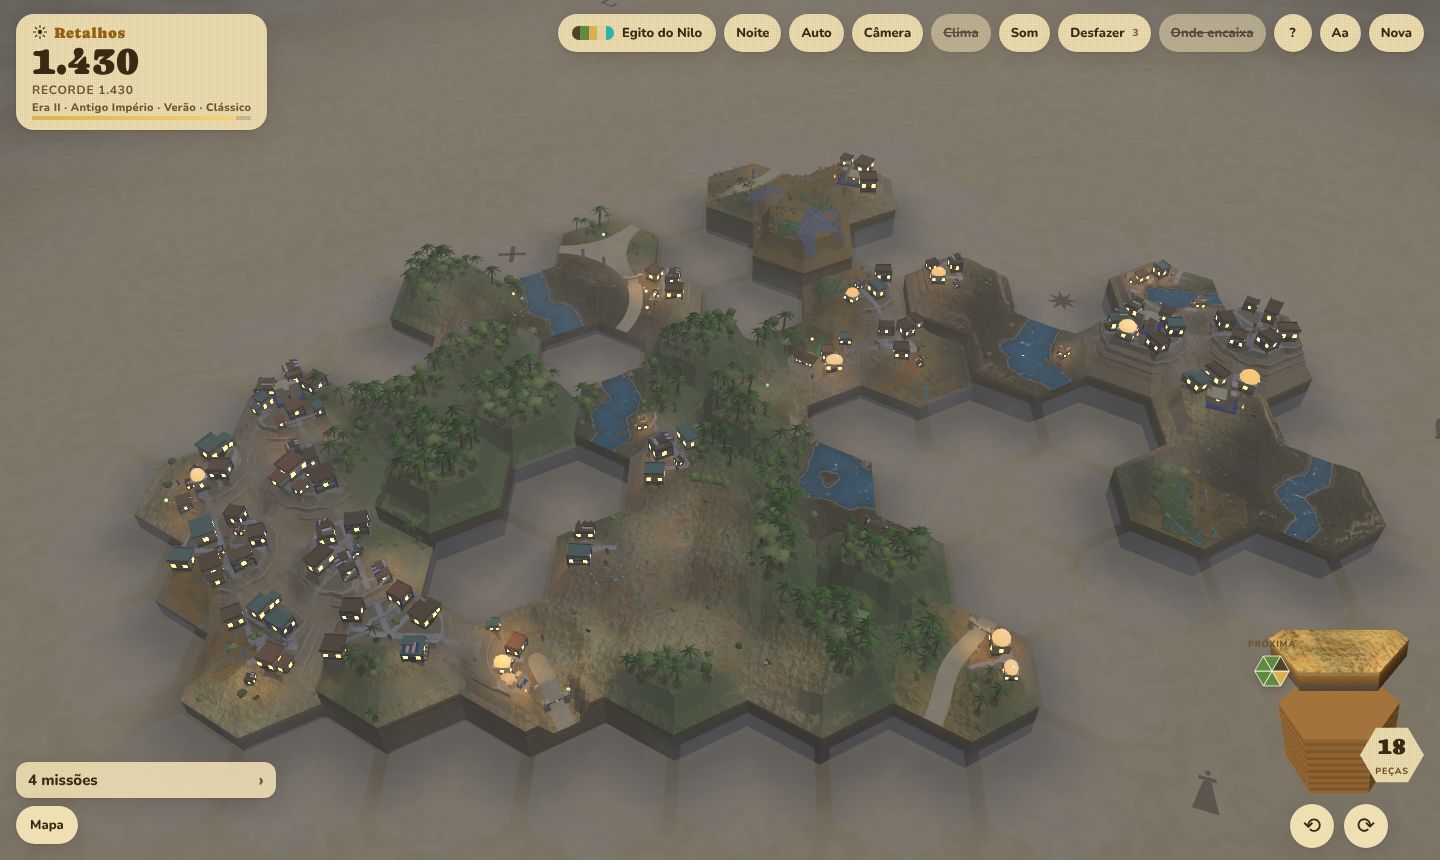 Retalhos
1.430
RECORDE 1.430
Era II · Antigo Império · Verão · Clássico
Egito do Nilo
Noite
Auto
Câmera
Clima
Som
Desfazer 3
Onde encaixa
?
Aa
Nova
PRÓXIMA
18
PEÇAS
4 missões ›
Mapa
⟲
⟳